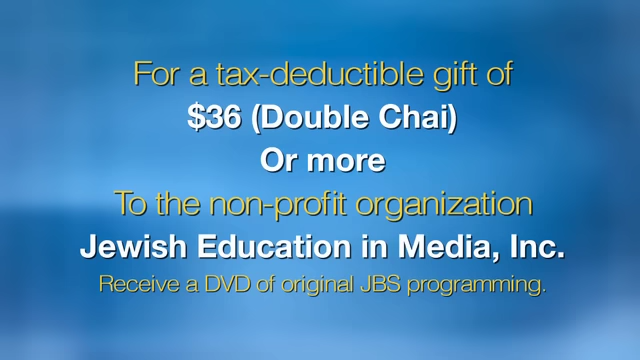 For a tax-deductible gift of
$36 (Double Chai)
Or more
To the non-profit organization
Jewish Education in Media, Inc.
Receive a DVD of original JBS programming.